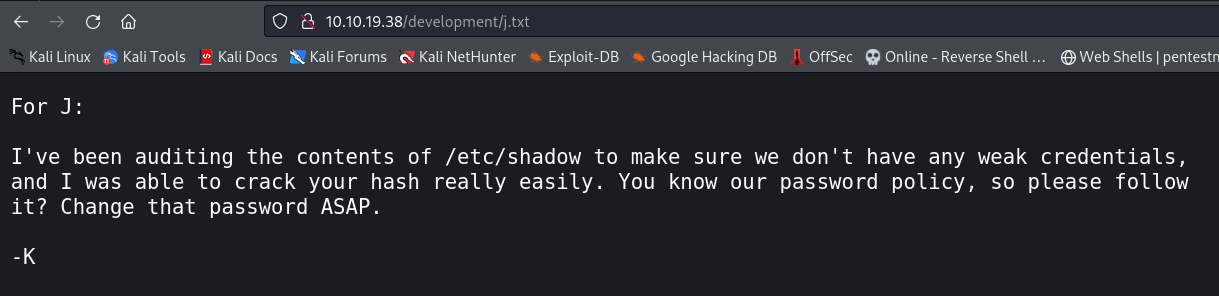 10.10.19.38/development/j.txt
Kali Linux Kali Tools Kali Docs Kali Forums Kali NetHunter Exploit-DB Google Hacking DB OffSec Online - Reverse Shell … Web Shells | pentestm
For J:
I've been auditing the contents of /etc/shadow to make sure we don't have any weak credentials,
and I was able to crack your hash really easily. You know our password policy, so please follow
it? Change that password ASAP.
-K